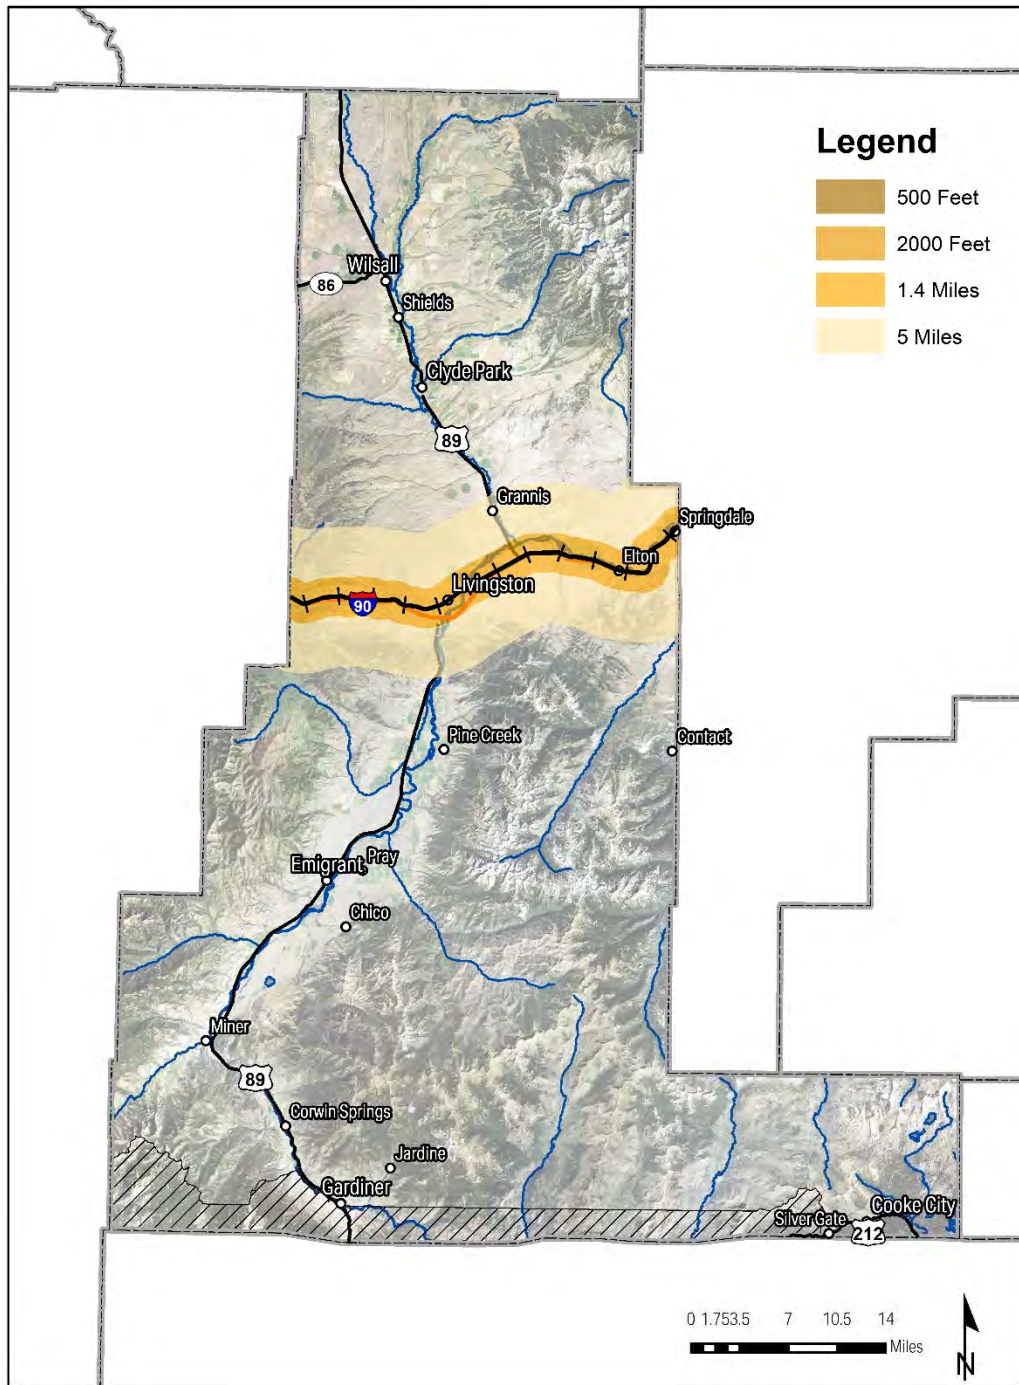 Legend
500 Feet
2000 Feet
1.4 Miles
5 Miles
Wilsall
86
Shields
Clyde Park
89
Grannis
Springdale
Elton
Livingston
90
Pine Creek
Contact
Pray
Emigrant
Chico
Miner
89
Corwin Springs
Jardine
Gardiner
Cooke City
Silver Gate
212
0 1.753.5 7 10.5 14
Miles
N